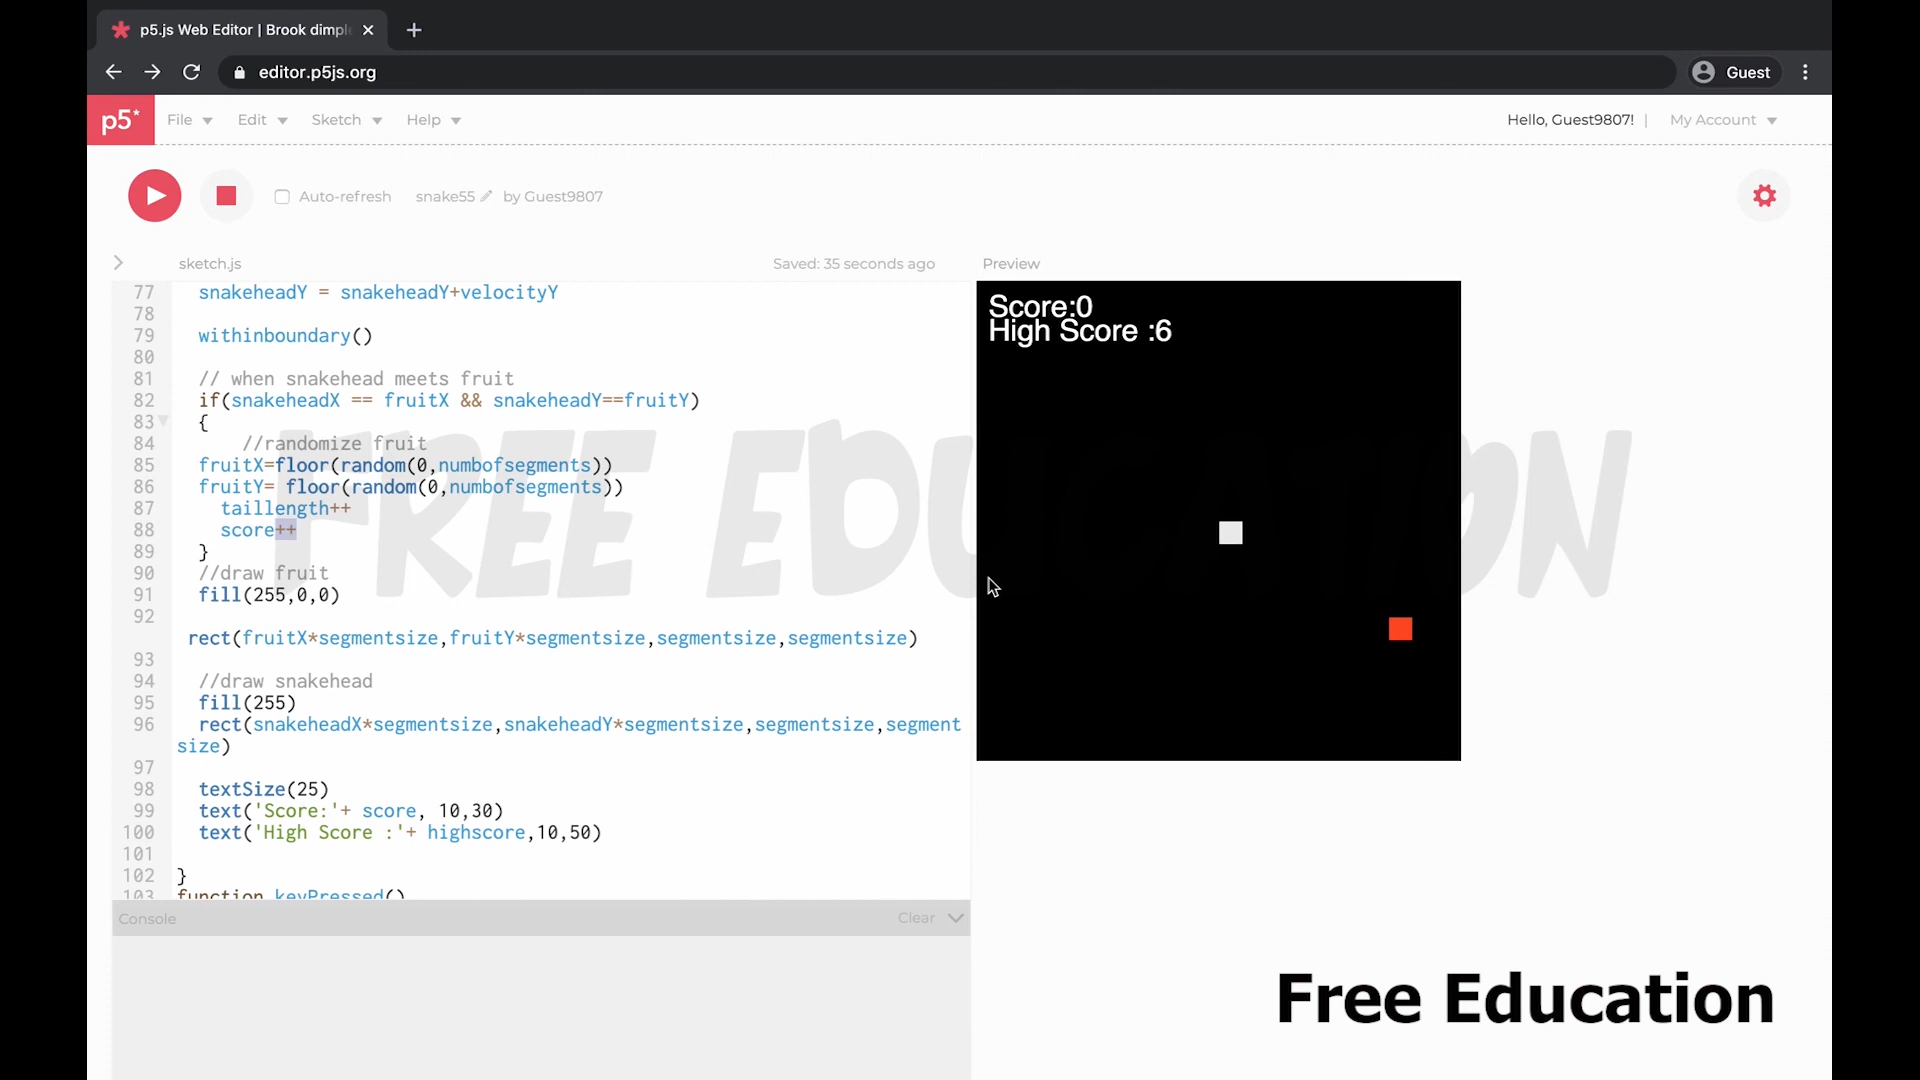 p5.js Web Editor | Brook dimpl
editor.p5js.org
Guest
p5*
File
Edit
Sketch
Help
Hello, Guest9807! |
My Account
Auto-refresh
snake55
by Guest9807
sketch.js
Saved: 35 seconds ago
Preview
77 snakeheadY = snakeheadY+velocityY
78
79 withinboundary()
80
81 // when snakehead meets fruit
82 if(snakeheadX == fruitX && snakeheadY==fruitY)
83 {
84 //randomize fruit
85 fruitX=floor(random(0,numbofsegments))
86 fruitY= floor(random(0,numbofsegments))
87 taillength++
88 score++
89 }
90 //draw fruit
91 fill(255,0,0)
92
rect(fruitX*segmentsize,fruitY*segmentsize,segmentsize,segmentsize)
93
94 //draw snakehead
95 fill(255)
96 rect(snakeheadX*segmentsize,snakeheadY*segmentsize,segmentsize,segment
size)
97
98 textSize(25)
99 text('Score:'+ score, 10,30)
100 text('High Score :'+ highscore,10,50)
101
102 }
103 function keyPressed()
Score:0
High Score :6
FREE EDUCATION
Console
Clear
Free Education